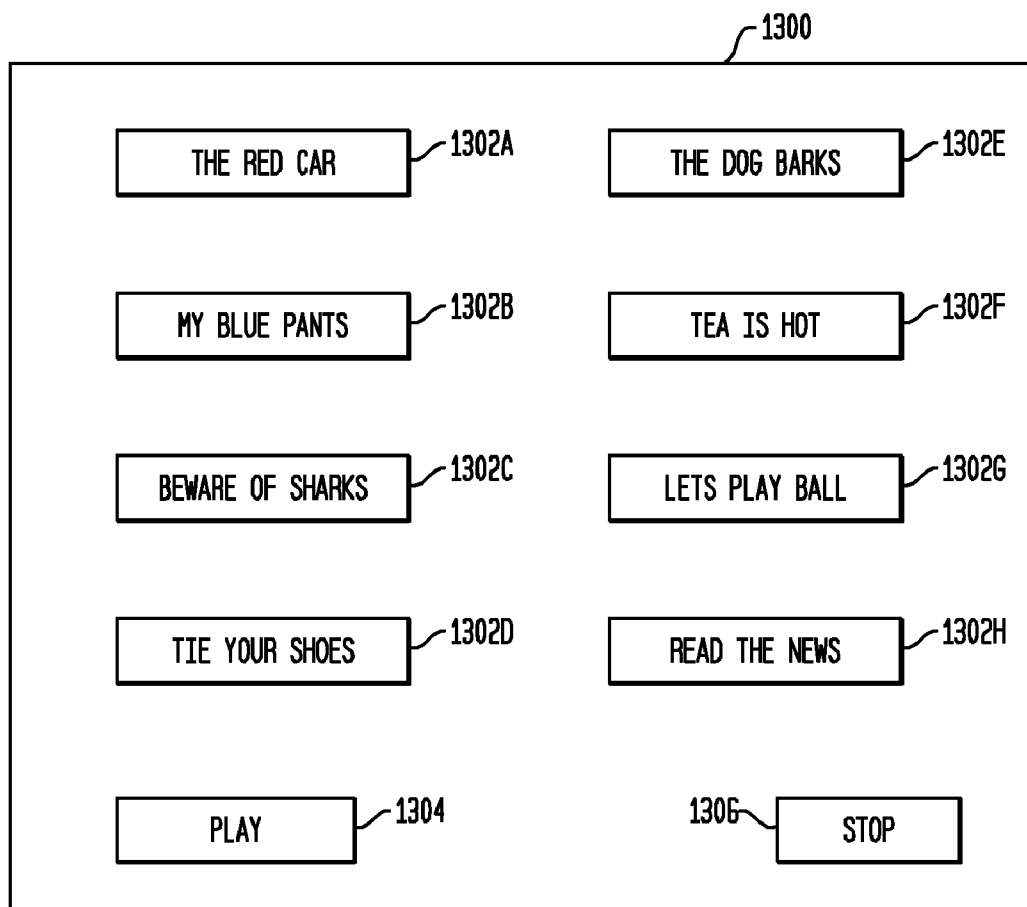 1300
THE RED CAR 1302A
THE DOG BARKS 1302E
MY BLUE PANTS 1302B
TEA IS HOT 1302F
BEWARE OF SHARKS 1302C
LETS PLAY BALL 1302G
TIE YOUR SHOES 1302D
READ THE NEWS 1302H
PLAY 1304
1306 STOP